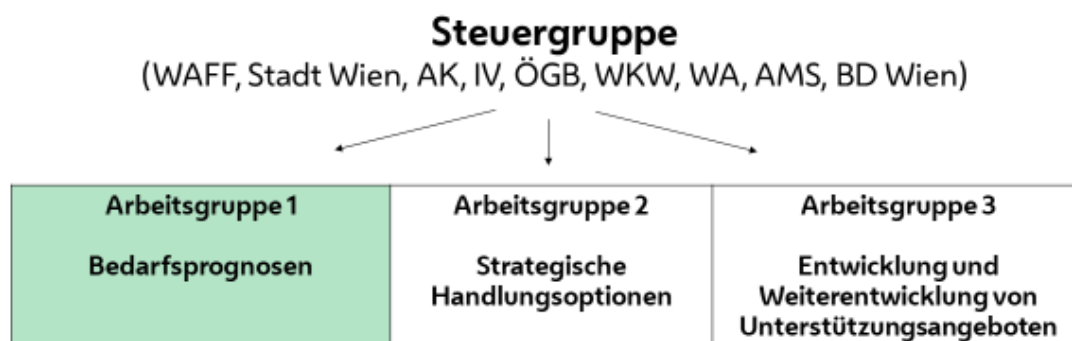 Steuergruppe
(WAFF, Stadt Wien, AK, IV, ÖGB, WKW, WA, AMS, BD Wien)
Arbeitsgruppe 1
Bedarfsprognosen
Arbeitsgruppe 2
Strategische
Handlungsoptionen
Arbeitsgruppe 3
Entwicklung und
Weiterentwicklung von
Unterstützungsangeboten